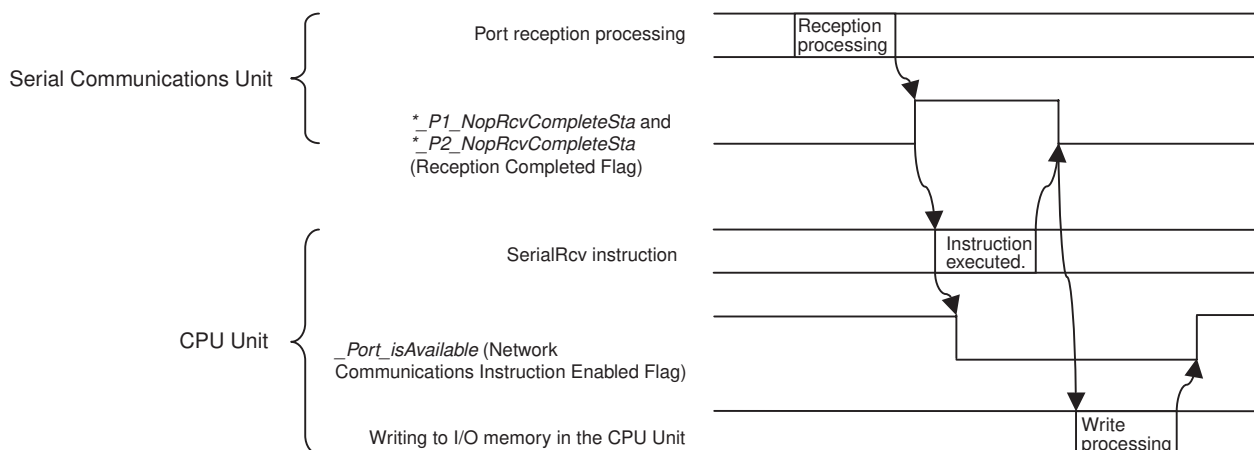 Port reception processing
Reception
processing
Serial Communications Unit
*_P1_NopRcvCompleteSta and
*_P2_NopRcvCompleteSta
(Reception Completed Flag)
SerialRcv instruction
Instruction
executed.
CPU Unit
_Port_isAvailable (Network
Communications Instruction Enabled Flag)
Writing to I/O memory in the CPU Unit
Write
processing